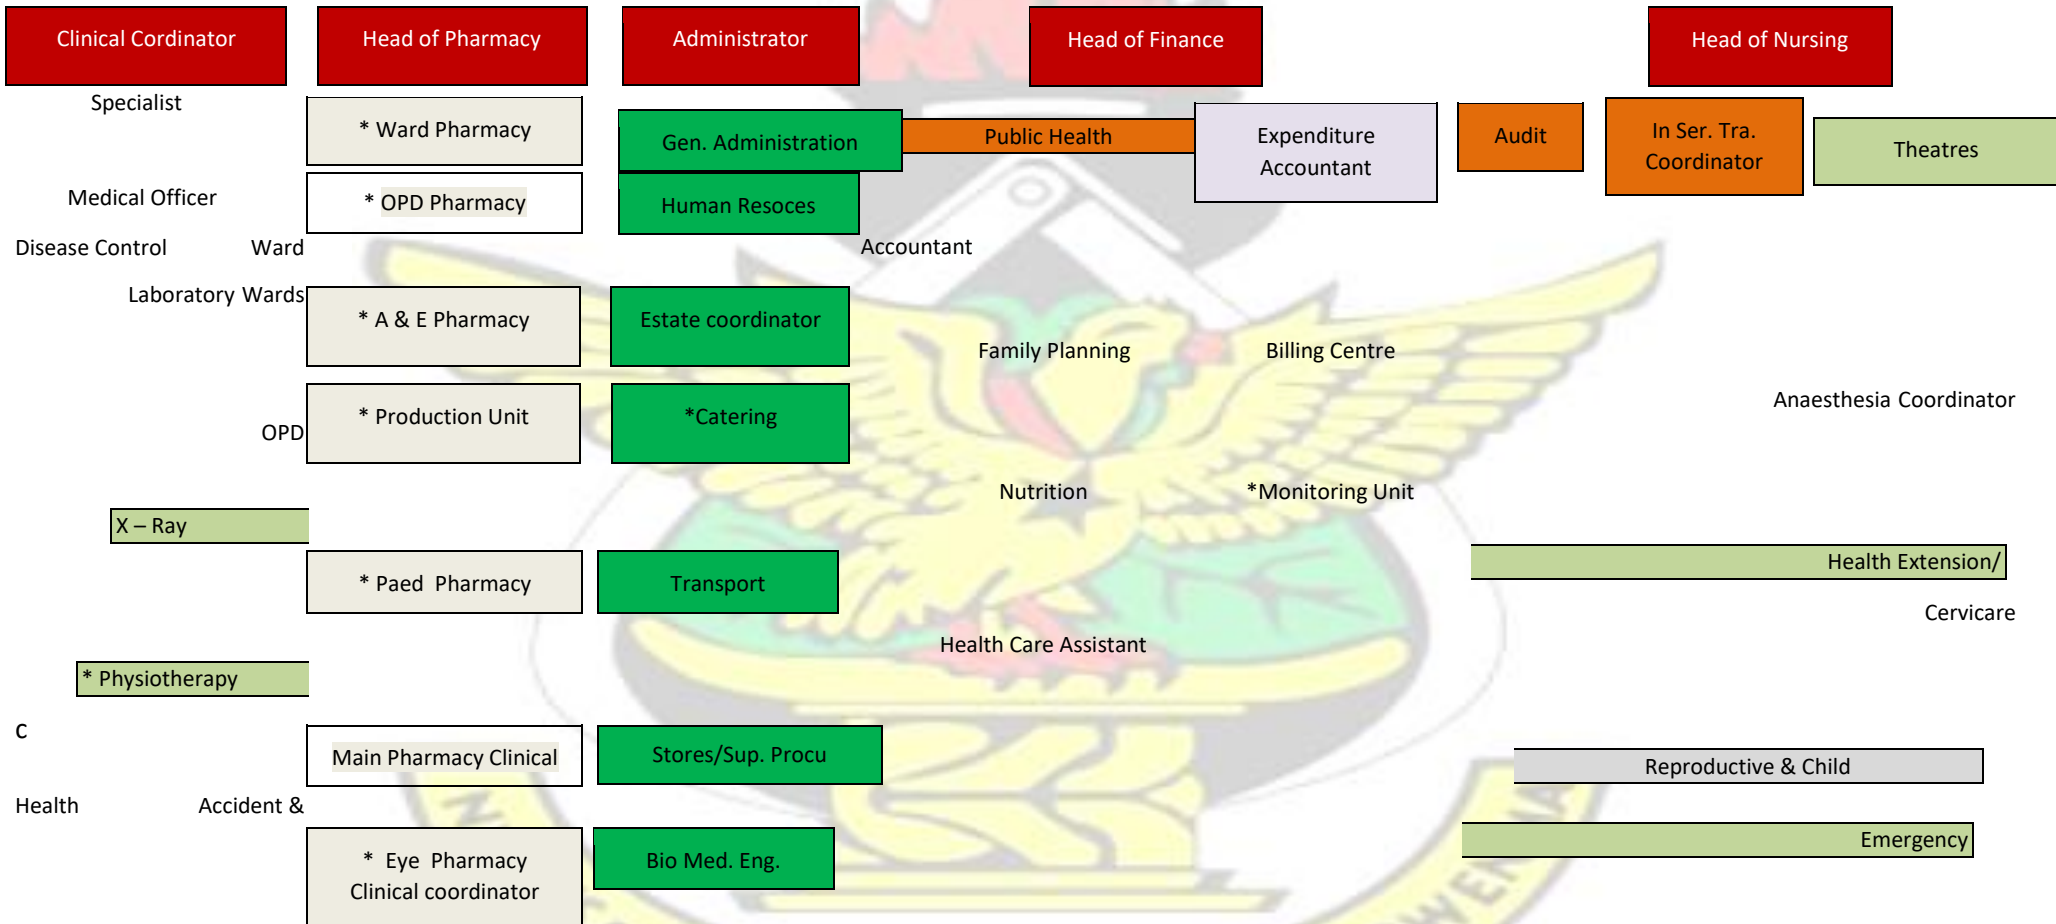 Clinical Cordinator
Head of Pharmacy
Administrator
Head of Finance
Head of Nursing
Specialist
* Ward Pharmacy
Gen. Administration
Public Health
Expenditure
Accountant
Audit
In Ser. Tra.
Coordinator
Theatres
Medical Officer
* OPD Pharmacy
Human Resoces
Disease Control Ward
Accountant
Laboratory Wards
* A & E Pharmacy
Estate coordinator
Family Planning
Billing Centre
* Production Unit
*Catering
Anaesthesia Coordinator
OPD
Nutrition
*Monitoring Unit
X – Ray
* Paed Pharmacy
Transport
Health Extension/
Cervicare
Health Care Assistant
* Physiotherapy
C
Main Pharmacy Clinical
Stores/Sup. Procu
Reproductive & Child
Health Accident &
* Eye Pharmacy
Clinical coordinator
Bio Med. Eng.
Emergency